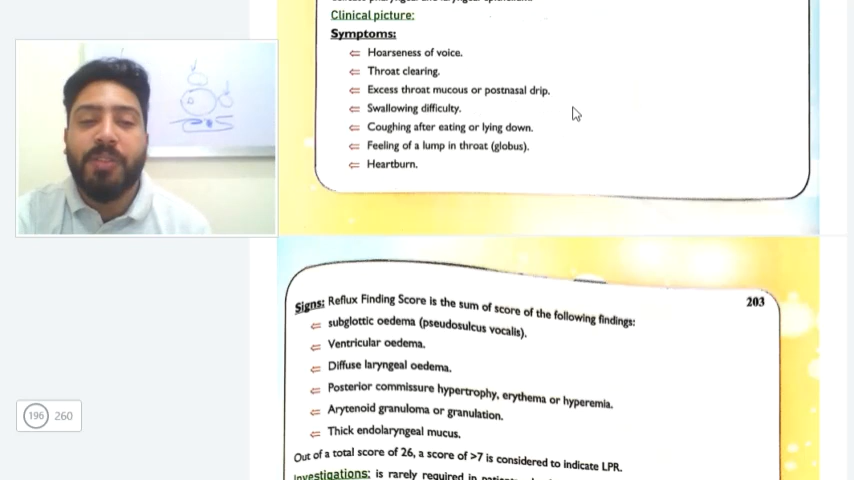 Clinical picture:
Symptoms:
⇐ Hoarseness of voice.
⇐ Throat clearing.
⇐ Excess throat mucous or postnasal drip.
⇐ Swallowing difficulty.
⇐ Coughing after eating or lying down.
⇐ Feeling of a lump in throat (globus).
⇐ Heartburn.
203
Signs: Reflux Finding Score is the sum of score of the following findings:
⇐ subglottic oedema (pseudosulcus vocalis).
⇐ Ventricular oedema.
⇐ Diffuse laryngeal oedema.
⇐ Posterior commissure hypertrophy, erythema or hyperemia.
⇐ Arytenoid granuloma or granulation.
⇐ Thick endolaryngeal mucus.
Out of a total score of 26, a score of >7 is considered to indicate LPR.
Investigations: is rarely required in
196 260